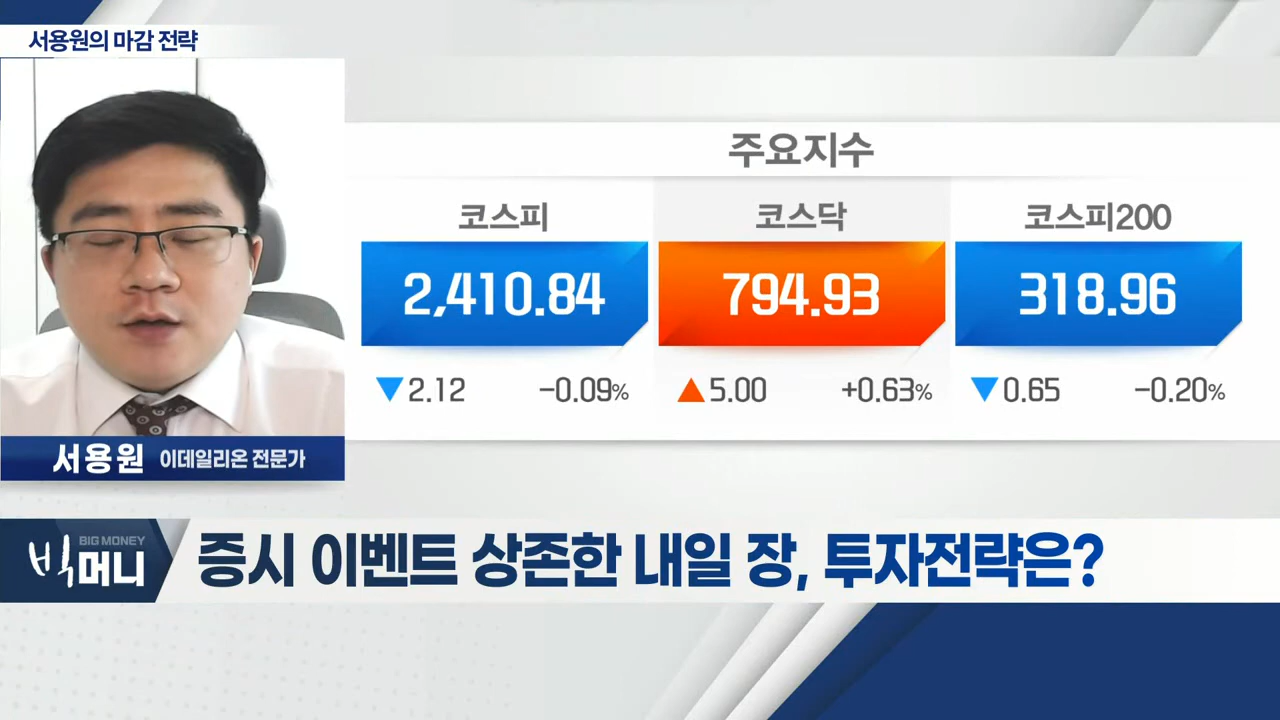 서용원의 마감 전략
주요지수
코스피 코스닥 코스피200
2,410.84 794.93 318.96
▼2.12 -0.09% ▲5.00 +0.63% ▼0.65 -0.20%
서용원 이데일리온 전문가
BIG MONEY
빅머니
증시 이벤트 상존한 내일 장, 투자전략은?